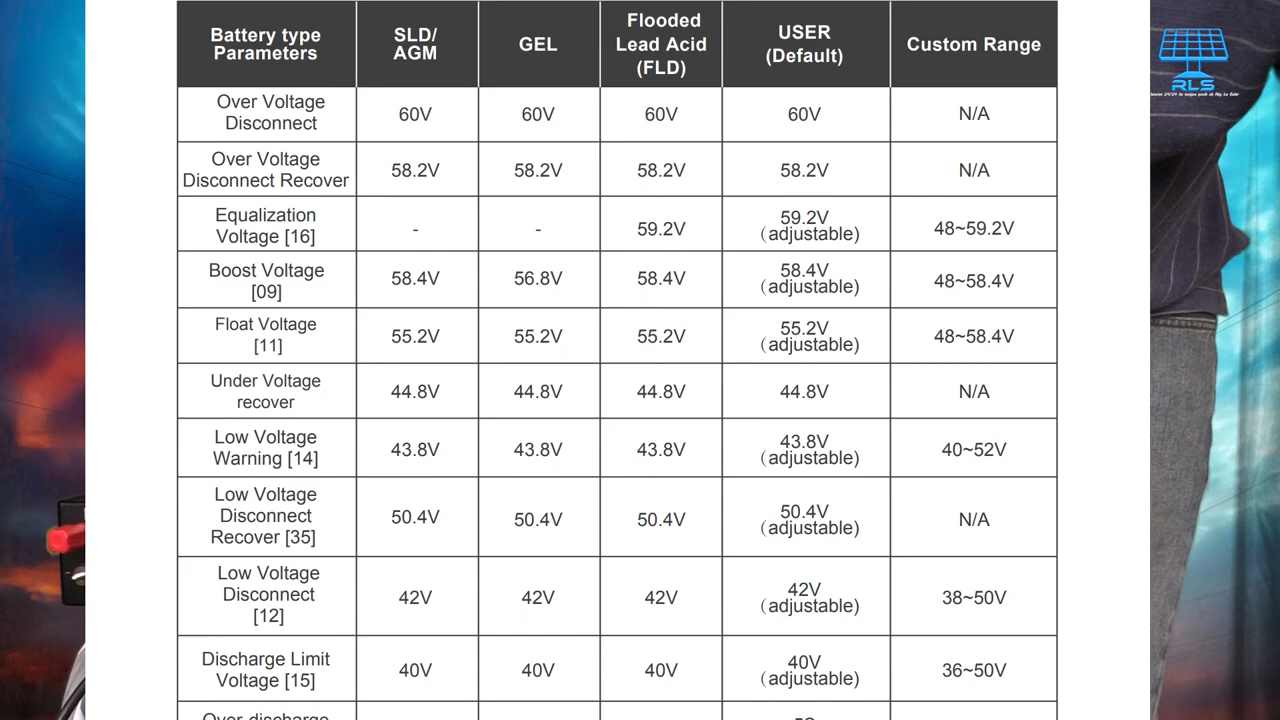 Battery type
Parameters
SLD/
AGM
GEL
Flooded
Lead Acid
(FLD)
USER
(Default)
Custom Range
Over Voltage
Disconnect
60V
60V
60V
60V
N/A
Over Voltage
Disconnect Recover
58.2V
58.2V
58.2V
58.2V
N/A
Equalization
Voltage [16]
-
-
59.2V
59.2V
（adjustable)
48~59.2V
Boost Voltage
[09]
58.4V
56.8V
58.4V
58.4V
（adjustable)
48~58.4V
Float Voltage
[11]
55.2V
55.2V
55.2V
55.2V
（adjustable)
48~58.4V
Under Voltage
recover
44.8V
44.8V
44.8V
44.8V
N/A
Low Voltage
Warning [14]
43.8V
43.8V
43.8V
43.8V
（adjustable)
40~52V
Low Voltage
Disconnect
Recover [35]
50.4V
50.4V
50.4V
50.4V
（adjustable)
N/A
Low Voltage
Disconnect
[12]
42V
42V
42V
42V
（adjustable)
38~50V
Discharge Limit
Voltage [15]
40V
40V
40V
40V
（adjustable)
36~50V
Over-discharge
RLS